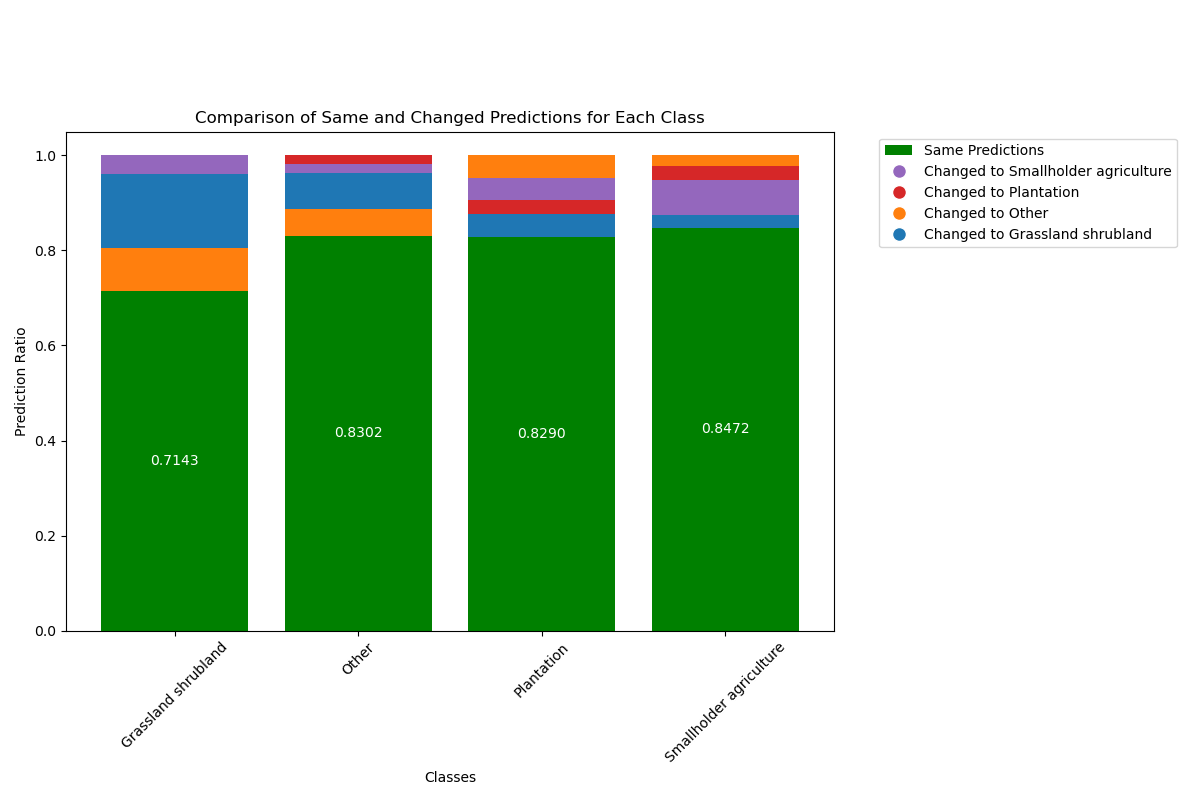 Comparison of Same and Changed Predictions for Each Class
Same Predictions
Changed to Smallholder agriculture
Changed to Plantation
Changed to Other
Changed to Grassland shrubland
Prediction Ratio
1.0
0.8
0.6
0.4
0.2
0.0
0.7143
0.8302
0.8290
0.8472
Grassland shrubland
Other
Plantation
Smallholder agriculture
Classes